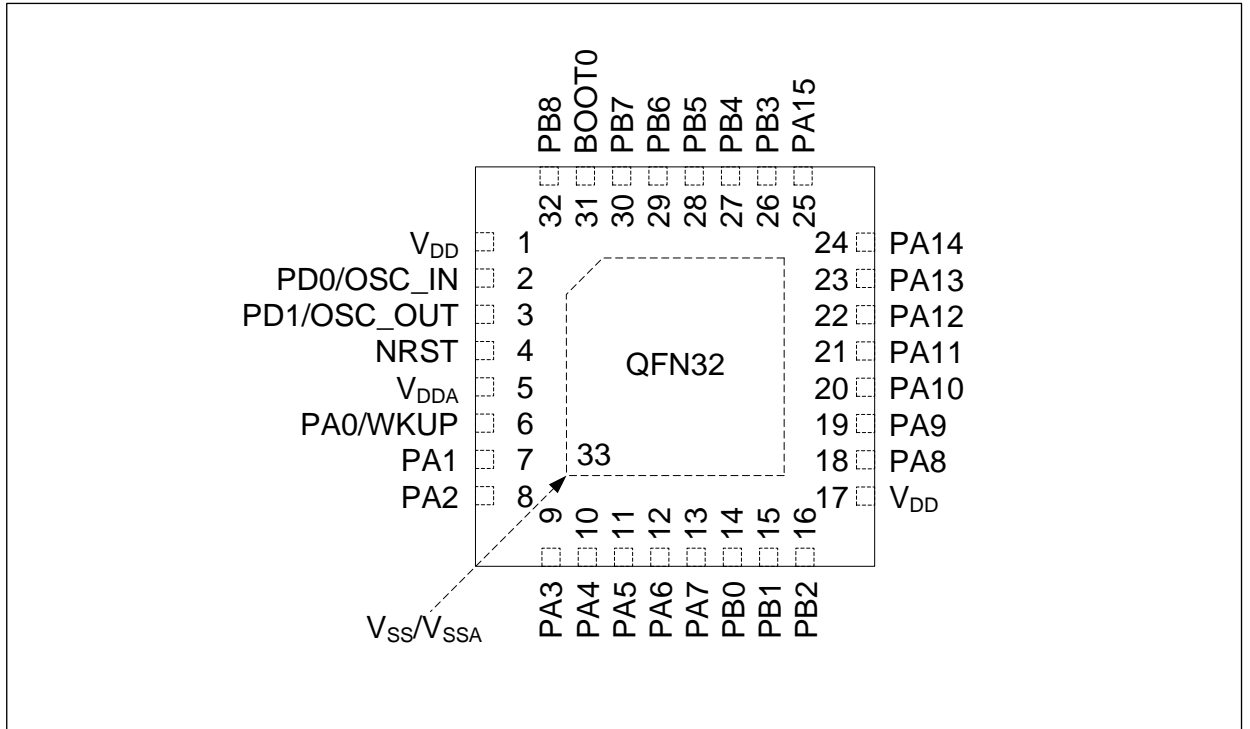 PB8
BOOT0
PB7
PB6
PB5
PB4
PB3
PA15
32
31
30
29
28
27
26
25
VDD 1
PD0/OSC_IN 2
PD1/OSC_OUT 3
NRST 4
VDDA 5
PA0/WKUP 6
PA1 7
PA2 8
QFN32
33
24 PA14
23 PA13
22 PA12
21 PA11
20 PA10
19 PA9
18 PA8
17 VDD
9
10
11
12
13
14
15
16
PA3
PA4
PA5
PA6
PA7
PB0
PB1
PB2
VSS/VSSA